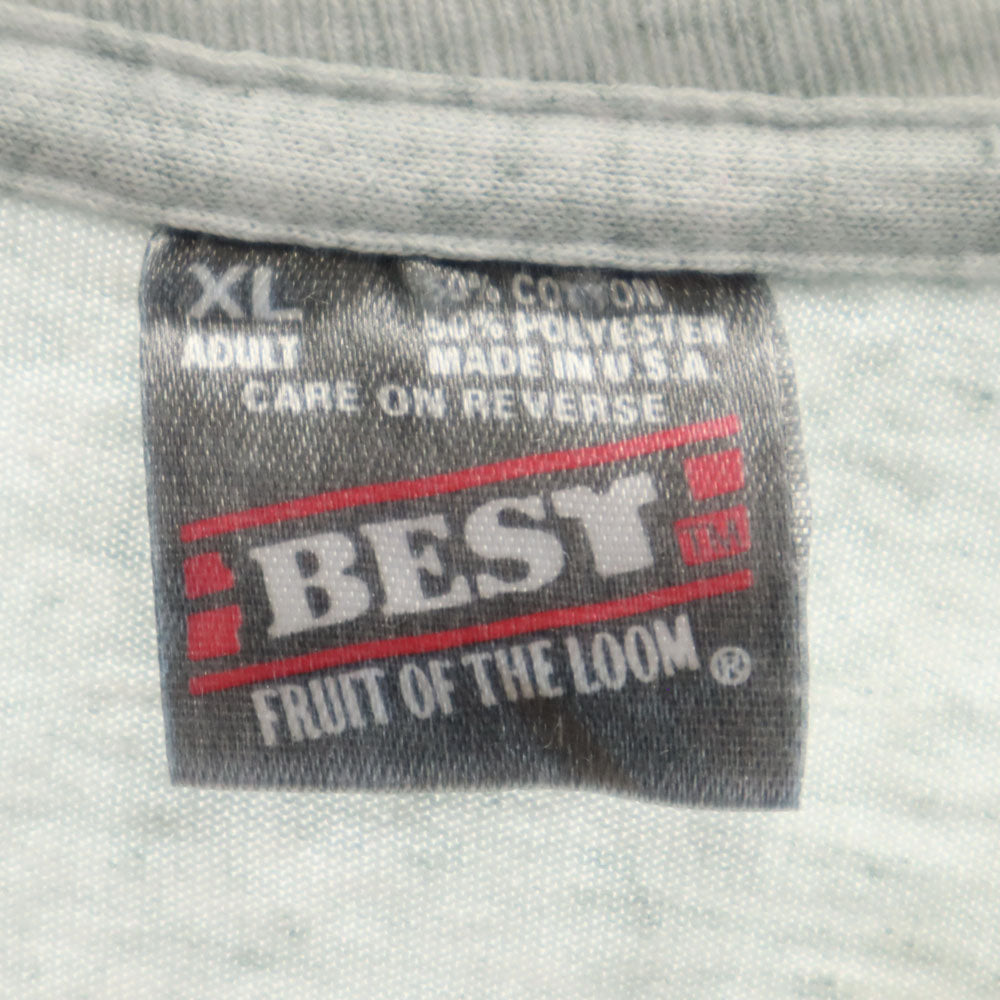 XL
ADULT
COTTON
50% POLYESTER
MADE IN U.S.A.
CARE ON REVERSE
BEST TM
FRUIT OF THE LOOM ®